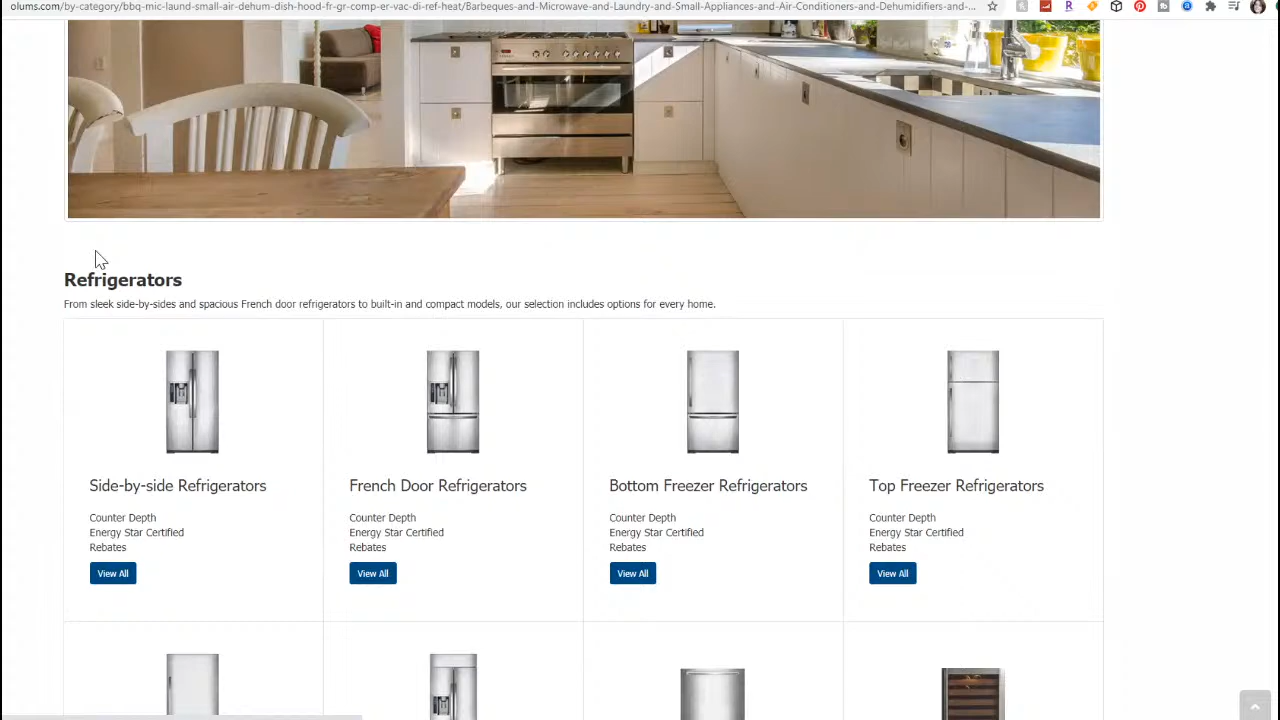 olums.com/by-category/bbq-mic-laund-small-air-dehum-dish-hood-fr-gr-comp-er-vac-di-ref-heat/Barbeques-and-Microwave-and-Laundry-and-Small-Appliances-and-Air-Conditioners-and-Dehumidifiers-and-...
Refrigerators
From sleek side-by-sides and spacious French door refrigerators to built-in and compact models, our selection includes options for every home.
Side-by-side Refrigerators
Counter Depth
Energy Star Certified
Rebates
View All
French Door Refrigerators
Counter Depth
Energy Star Certified
Rebates
View All
Bottom Freezer Refrigerators
Counter Depth
Energy Star Certified
Rebates
View All
Top Freezer Refrigerators
Counter Depth
Energy Star Certified
Rebates
View All